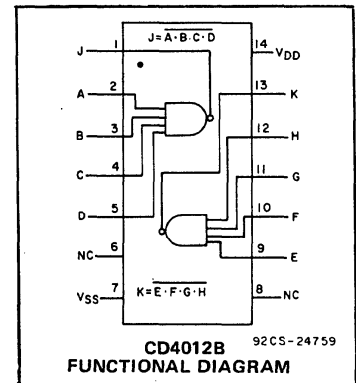 J=A·B·C·D
J 1
14 VDD
A 2
13 K
B 3
12 H
C 4
11 G
D 5
10 F
NC 6
9 E
VSS 7
8 NC
K=E·F·G·H
CD4012B
92CS-24759
FUNCTIONAL DIAGRAM